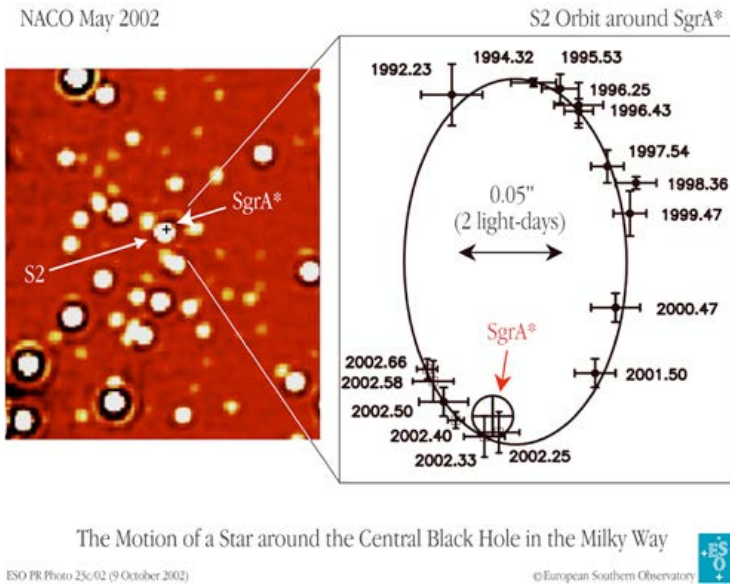 NACO May 2002
S2 Orbit around SgrA*
SgrA*
S2
1992.23
1994.32
1995.53
1996.25
1996.43
1997.54
1998.36
1999.47
0.05"
(2 light-days)
2000.47
SgrA*
2001.50
2002.66
2002.58
2002.50
2002.40
2002.33
2002.25
The Motion of a Star around the Central Black Hole in the Milky Way
ESO PR Photo 23c/02 (9 October 2002)
© European Southern Observatory
ESO